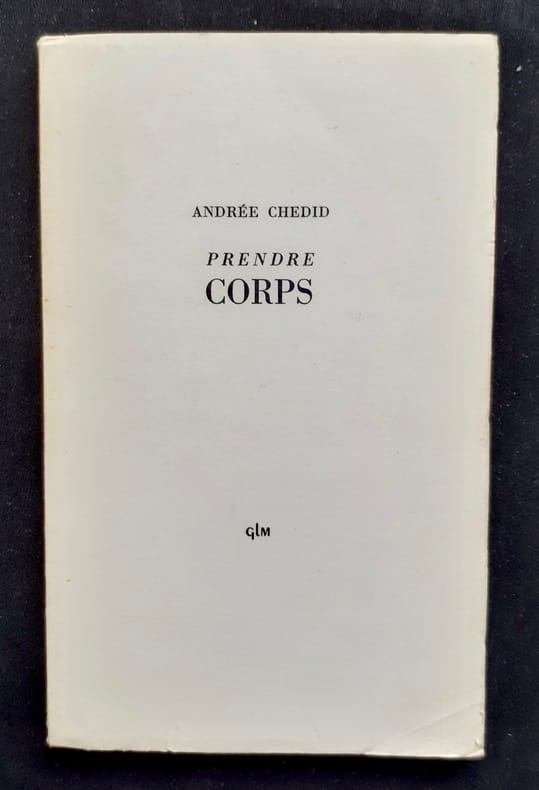 ANDRÉE CHEDID
PRENDRE
CORPS
glm